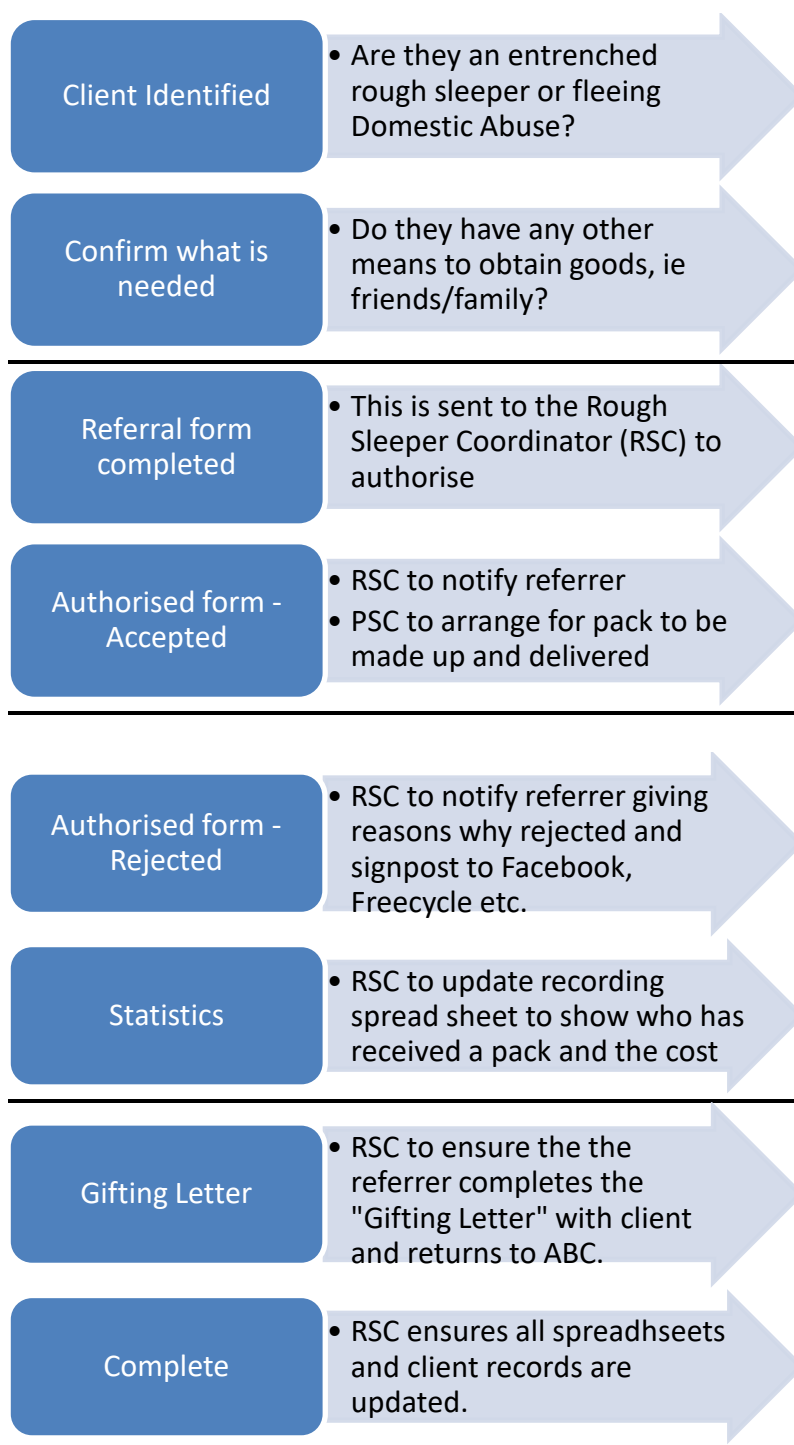 Client Identified
• Are they an entrenched
rough sleeper or fleeing
Domestic Abuse?
Confirm what is
needed
• Do they have any other
means to obtain goods, ie
friends/family?
Referral form
completed
• This is sent to the Rough
Sleeper Coordinator (RSC) to
authorise
Authorised form -
Accepted
• RSC to notify referrer
• PSC to arrange for pack to be
made up and delivered
Authorised form -
Rejected
• RSC to notify referrer giving
reasons why rejected and
signpost to Facebook,
Freecycle etc.
Statistics
• RSC to update recording
spread sheet to show who has
received a pack and the cost
Gifting Letter
• RSC to ensure the the
referrer completes the
"Gifting Letter" with client
and returns to ABC.
Complete
• RSC ensures all spreadhseets
and client records are
updated.